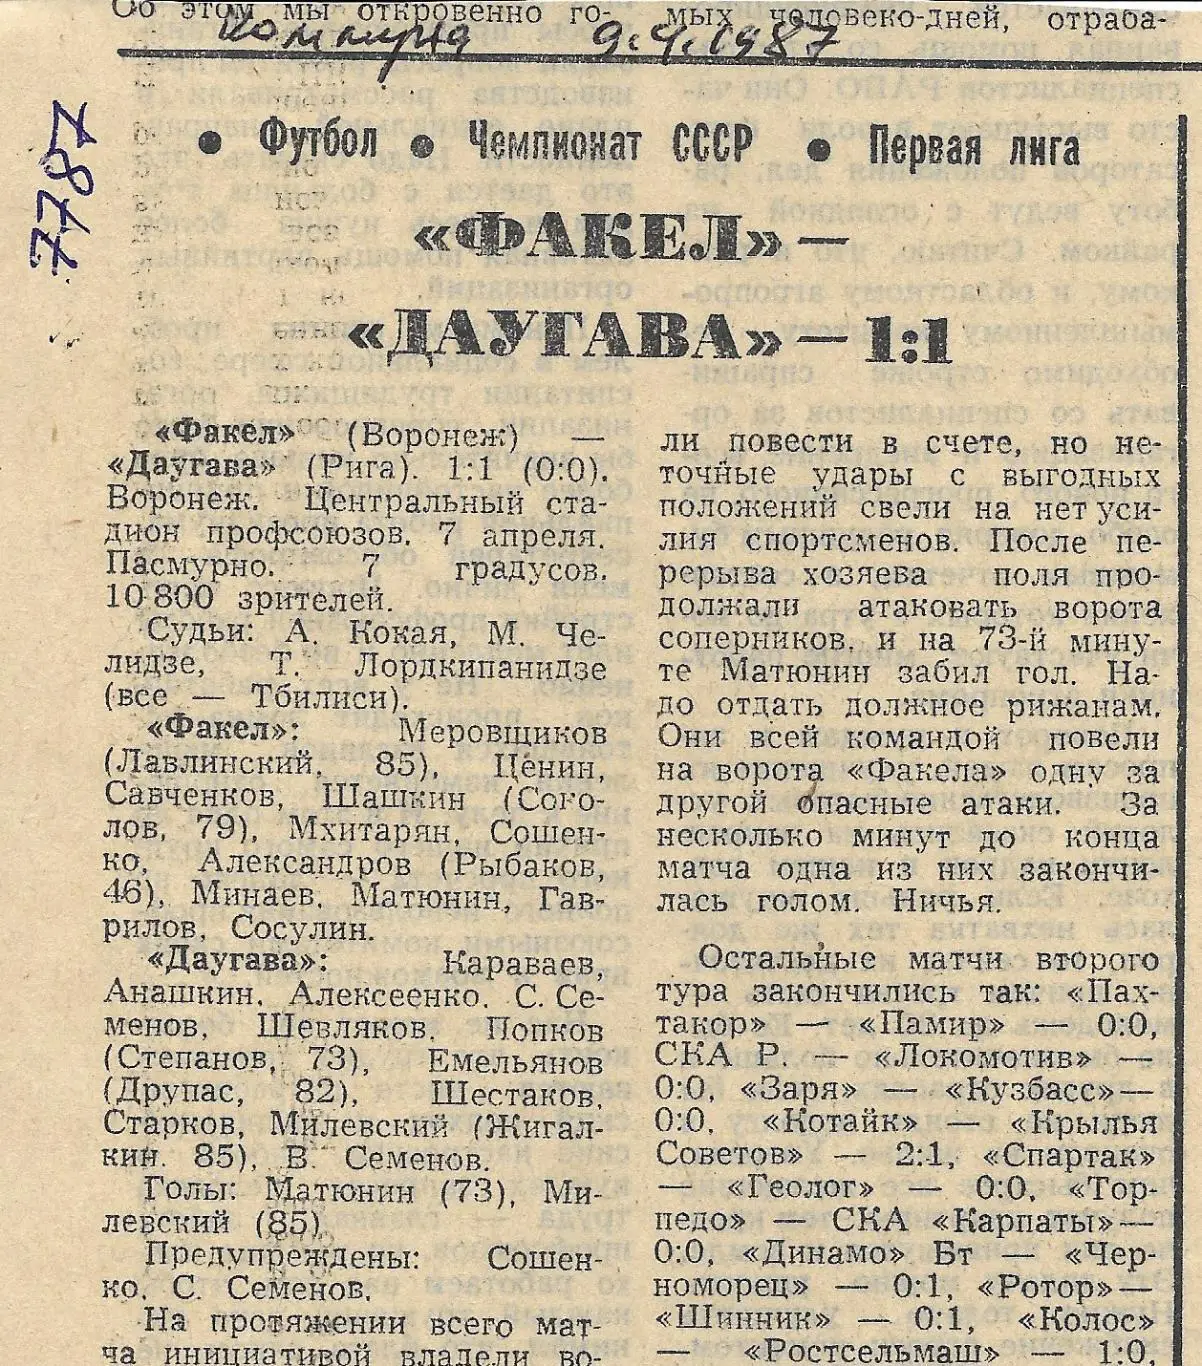 Об этом мы откровенно го-
мых человеко-дней, отраба-
Коммуна 9.4.1987
7787
• Футбол • Чемпионат СССР • Первая лига
«ФАКЕЛ» —
«ДАУГАВА» — 1:1
«Факел» (Воронеж) —
«Даугава» (Рига). 1:1 (0:0).
Воронеж. Центральный ста-
дион профсоюзов. 7 апреля.
Пасмурно. 7 градусов.
10 800 зрителей.
Судьи: А. Кокая, М. Че-
лидзе, Т. Лордкипанидзе
(все — Тбилиси).
«Факел»: Меровщиков
(Лавлинский, 85), Ценин,
Савченков, Шашкин (Соко-
лов, 79), Мхитарян, Сошен-
ко, Александров (Рыбаков,
46), Минаев, Матюнин, Гав-
рилов, Сосулин.
«Даугава»: Караваев,
Анашкин, Алексеенко, С. Се-
менов, Шевляков, Попков
(Степанов, 73), Емельянов
(Друпас, 82), Шестаков,
Старков, Милевский (Жигал-
кин, 85), В. Семенов.
Голы: Матюнин (73), Ми-
левский (85).
Предупреждены: Сошен-
ко, С. Семенов.
На протяжении всего мат-
ча инициативой владели во-
ли повести в счете, но не-
точные удары с выгодных
положений свели на нет уси-
лия спортсменов. После пе-
рерыва хозяева поля про-
должали атаковать ворота
соперников, и на 73-й мину-
те Матюнин забил гол. На-
до отдать должное рижанам.
Они всей командой повели
на ворота «Факела» одну за
другой опасные атаки. За
несколько минут до конца
матча одна из них закончи-
лась голом. Ничья.
Остальные матчи второго
тура закончились так: «Пах-
такор» — «Памир» — 0:0,
СКА Р. — «Локомотив» —
0:0, «Заря» — «Кузбасс» —
0:0, «Котайк» — «Крылья
Советов» — 2:1, «Спартак»
— «Геолог» — 0:0, «Тор-
педо» — СКА «Карпаты» —
0:0, «Динамо» Бт — «Чер-
номорец» — 0:1, «Ротор» —
«Шинник» — 0:1, «Колос»
— «Ростсельмаш» — 1:0.